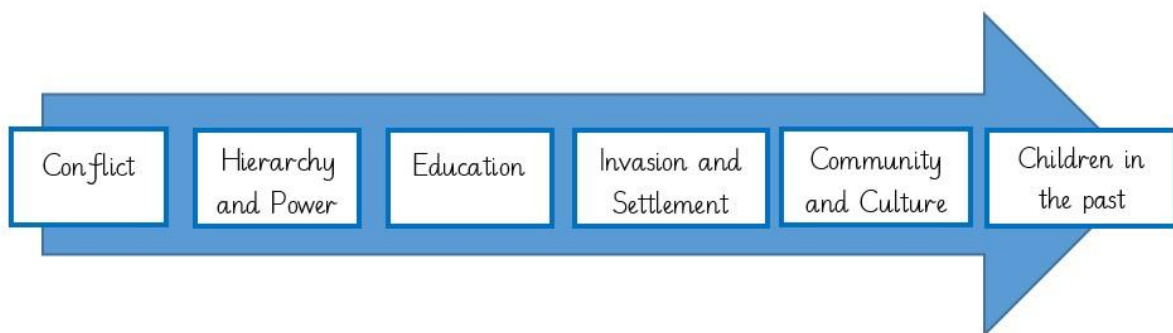 Conflict
Hierarchy
and Power
Education
Invasion and
Settlement
Community
and Culture
Children in
the past